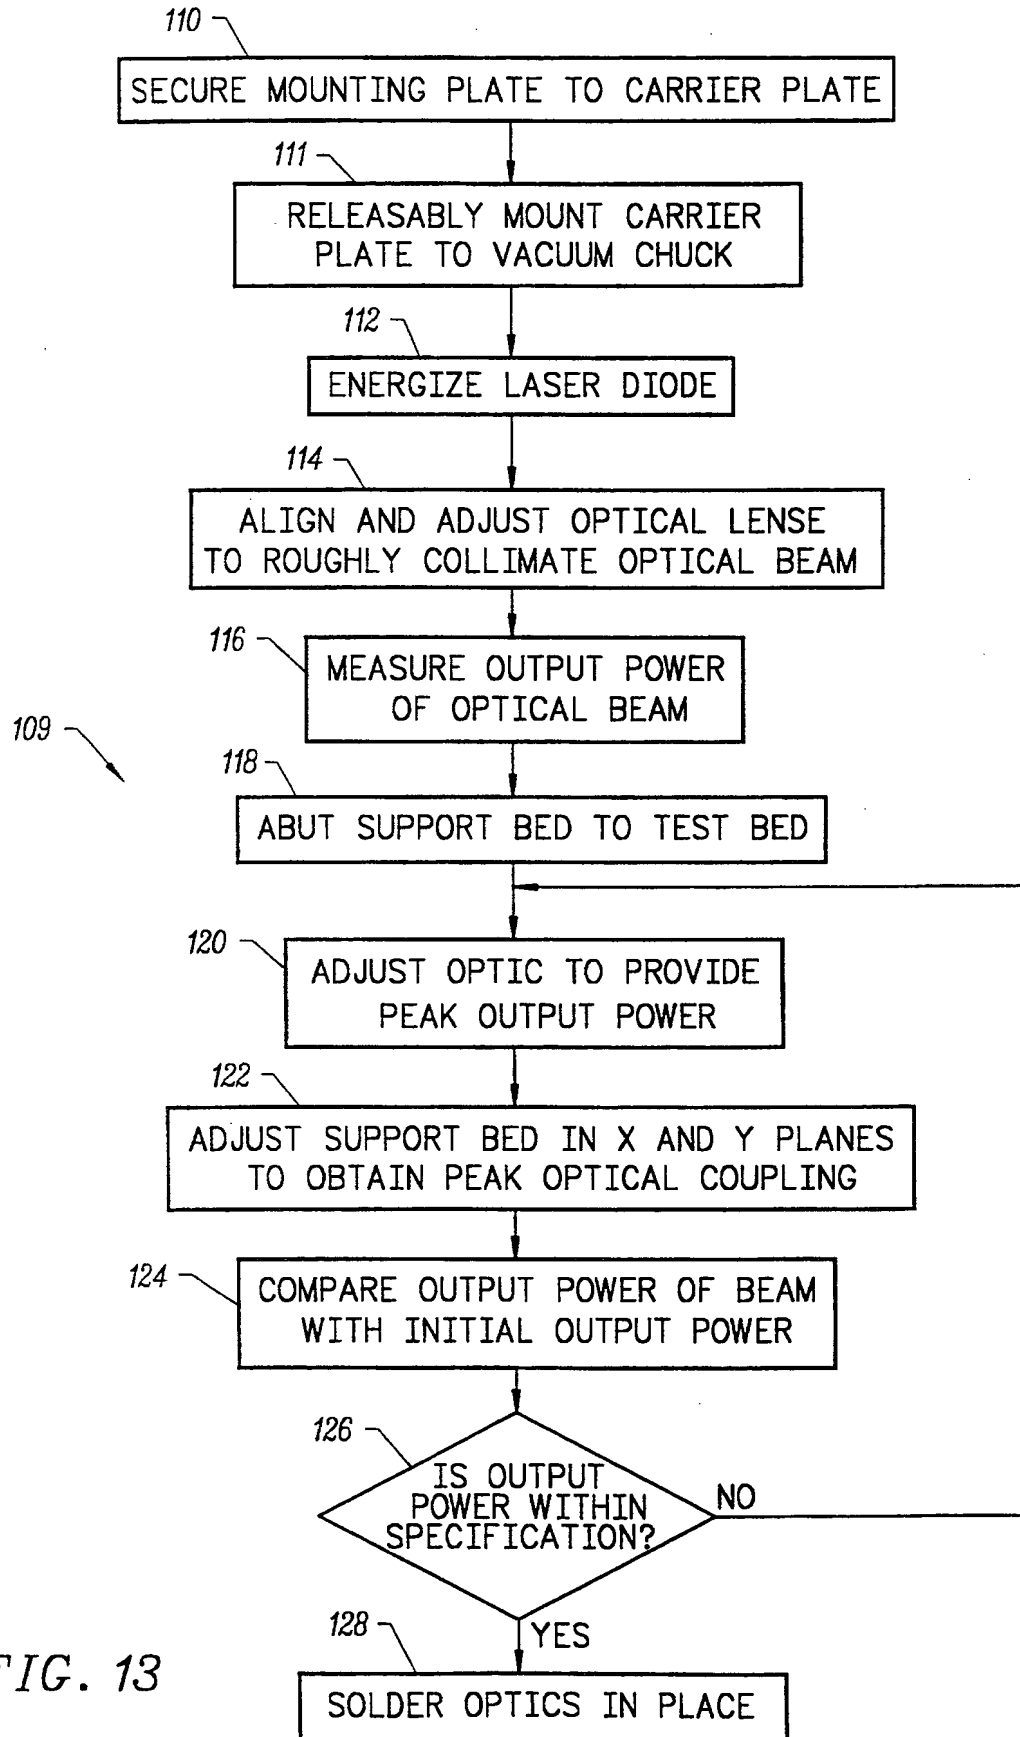 110
SECURE MOUNTING PLATE TO CARRIER PLATE
111
RELEASABLY MOUNT CARRIER
PLATE TO VACUUM CHUCK
112
ENERGIZE LASER DIODE
114
ALIGN AND ADJUST OPTICAL LENSE
TO ROUGHLY COLLIMATE OPTICAL BEAM
116
MEASURE OUTPUT POWER
OF OPTICAL BEAM
109
118
ABUT SUPPORT BED TO TEST BED
120
ADJUST OPTIC TO PROVIDE
PEAK OUTPUT POWER
122
ADJUST SUPPORT BED IN X AND Y PLANES
TO OBTAIN PEAK OPTICAL COUPLING
124
COMPARE OUTPUT POWER OF BEAM
WITH INITIAL OUTPUT POWER
126
IS OUTPUT
POWER WITHIN
SPECIFICATION?
NO
YES
128
SOLDER OPTICS IN PLACE
FIG. 13